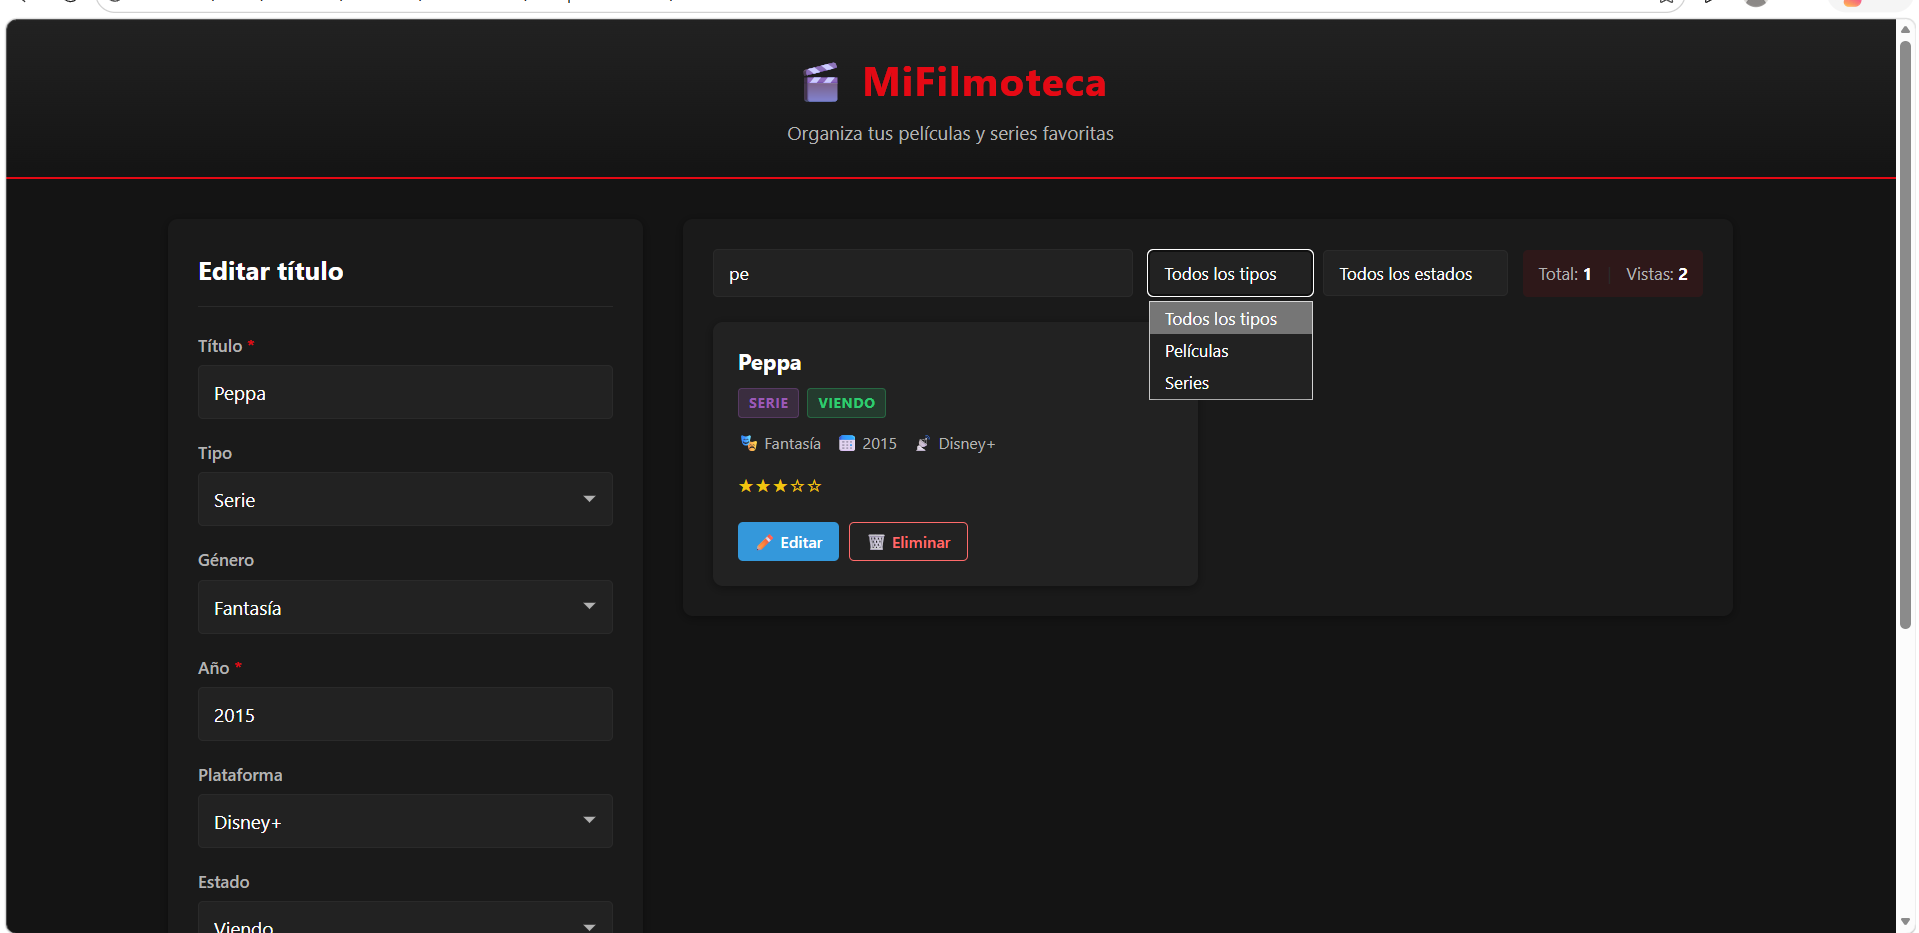 MiFilmoteca
Organiza tus películas y series favoritas
Editar título
Título *
Peppa
Tipo
Serie
Género
Fantasía
Año *
2015
Plataforma
Disney+
Estado
Viendo
pe
Todos los tipos
Todos los estados
Total: 1 Vistas: 2
Todos los tipos
Películas
Series
Peppa
SERIE VIENDO
Fantasía 2015 Disney+
Editar Eliminar